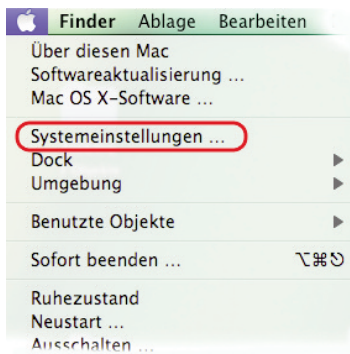 Finder Ablage Bearbeiten
Über diesen Mac
Softwareaktualisierung ...
Mac OS X-Software ...
Systemeinstellungen ...
Dock
Umgebung
Benutzte Objekte
Sofort beenden ... ⌥⌘⎋
Ruhezustand
Neustart ...
Ausschalten ...